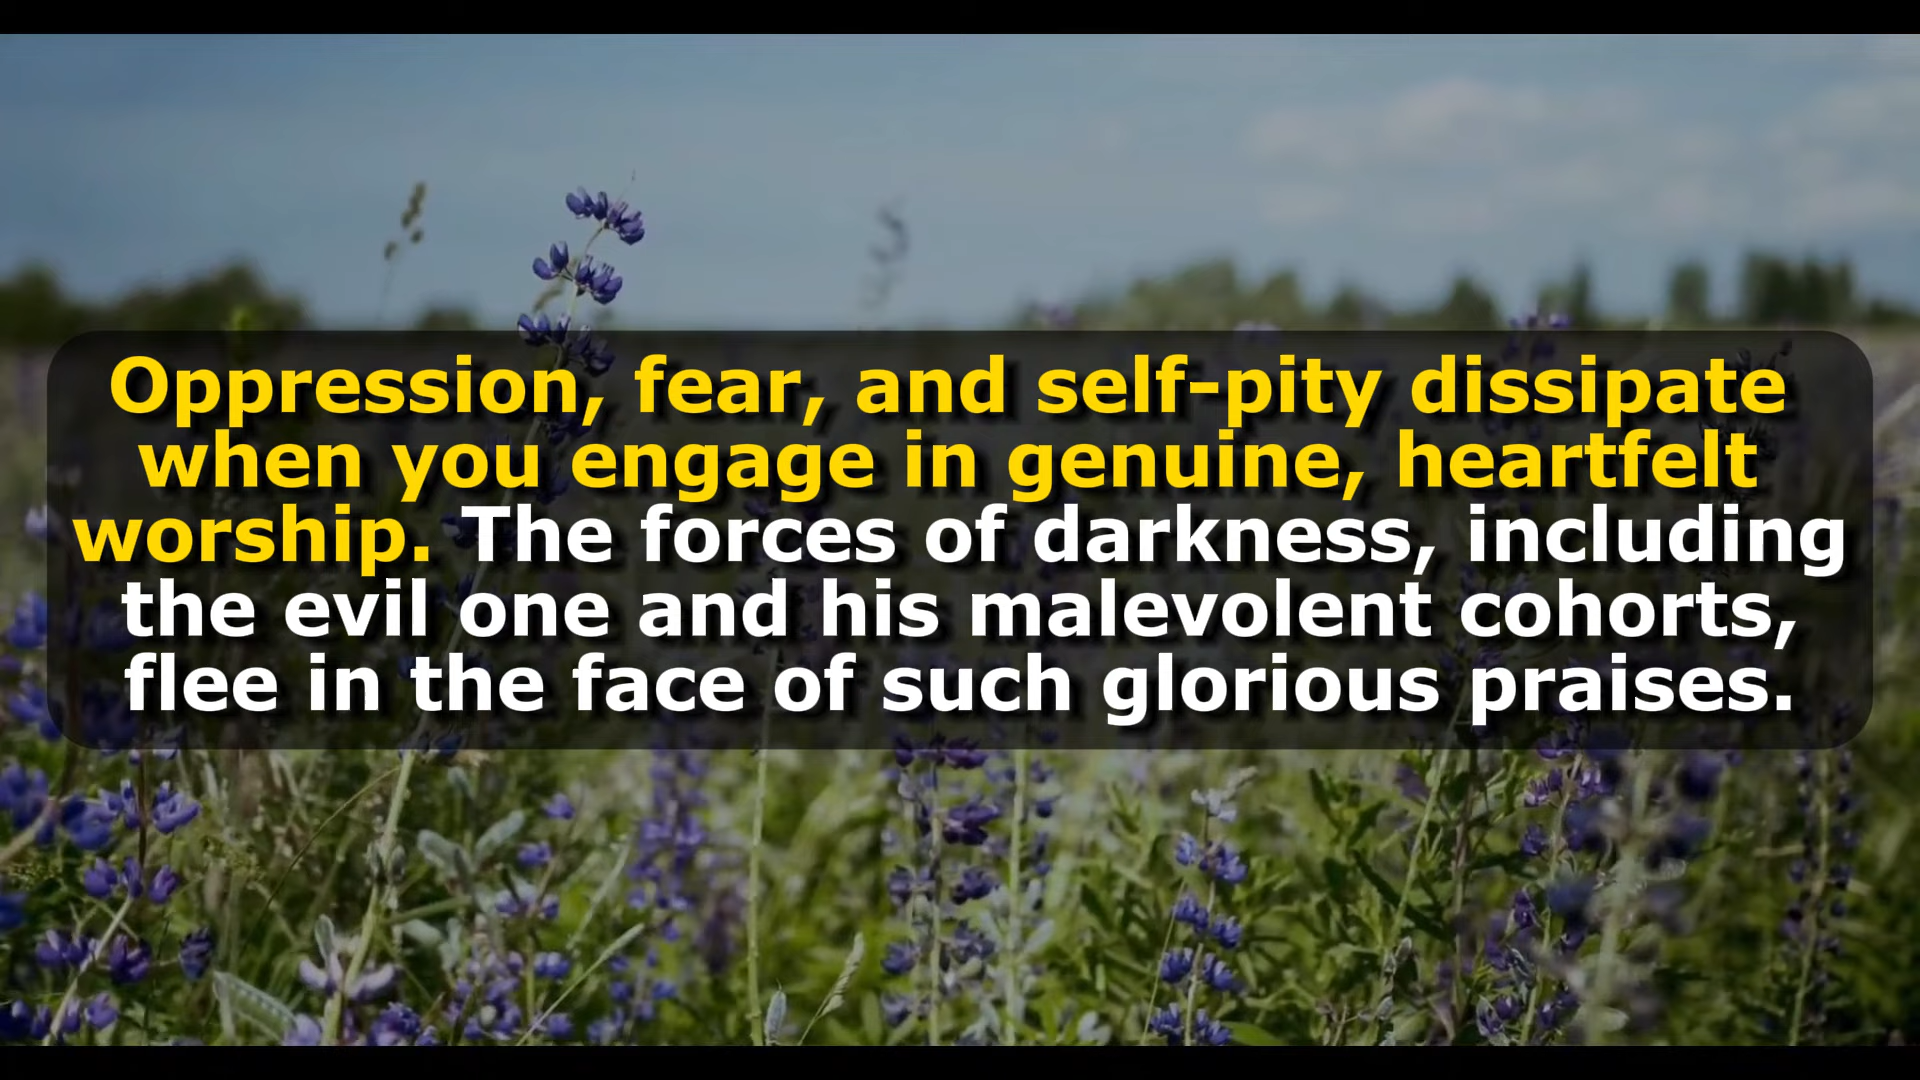 Oppression, fear, and self-pity dissipate
when you engage in genuine, heartfelt
worship. The forces of darkness, including
the evil one and his malevolent cohorts,
flee in the face of such glorious praises.